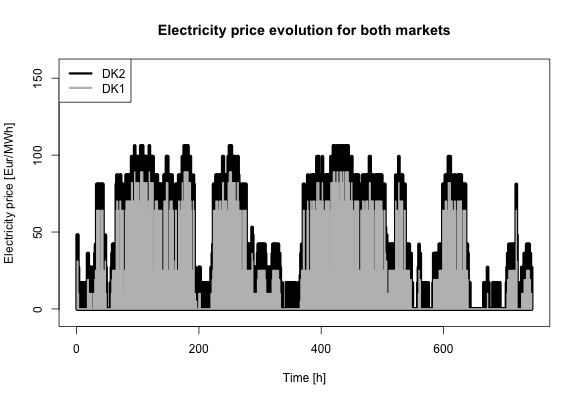 Electricity price evolution for both markets
DK2
DK1
Electricity price [Eur/MWh]
150
100
50
0
0 200 400 600
Time [h]